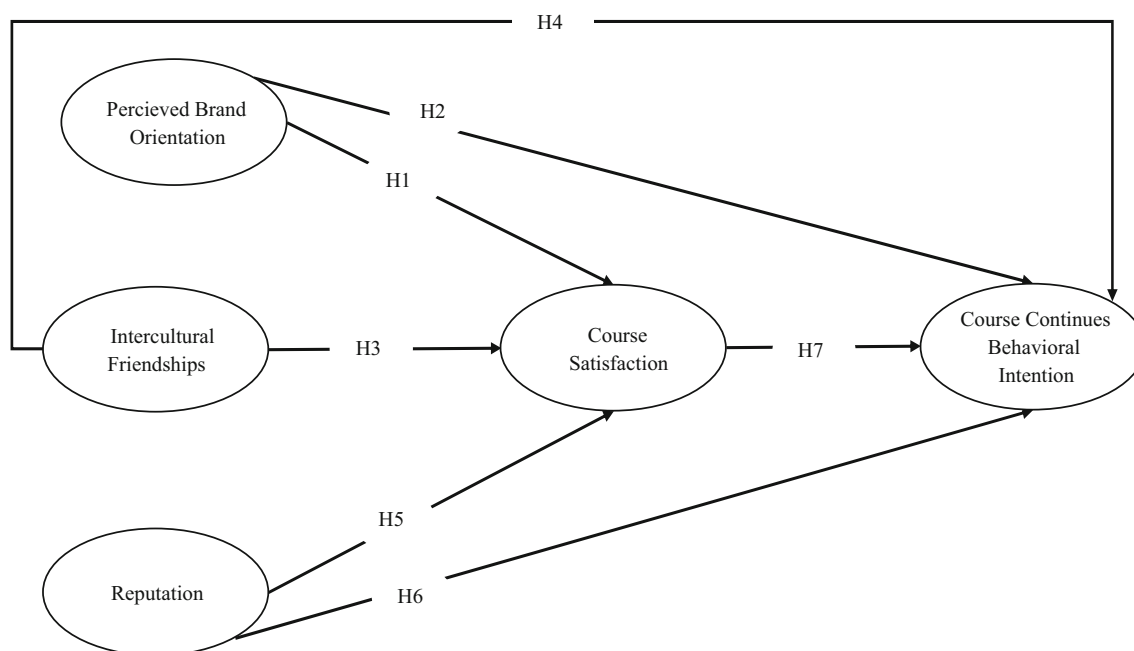 H4
Percieved Brand
Orientation
H2
H1
Intercultural
Friendships
H3
Course
Satisfaction
H7
Course Continues
Behavioral
Intention
H5
Reputation
H6